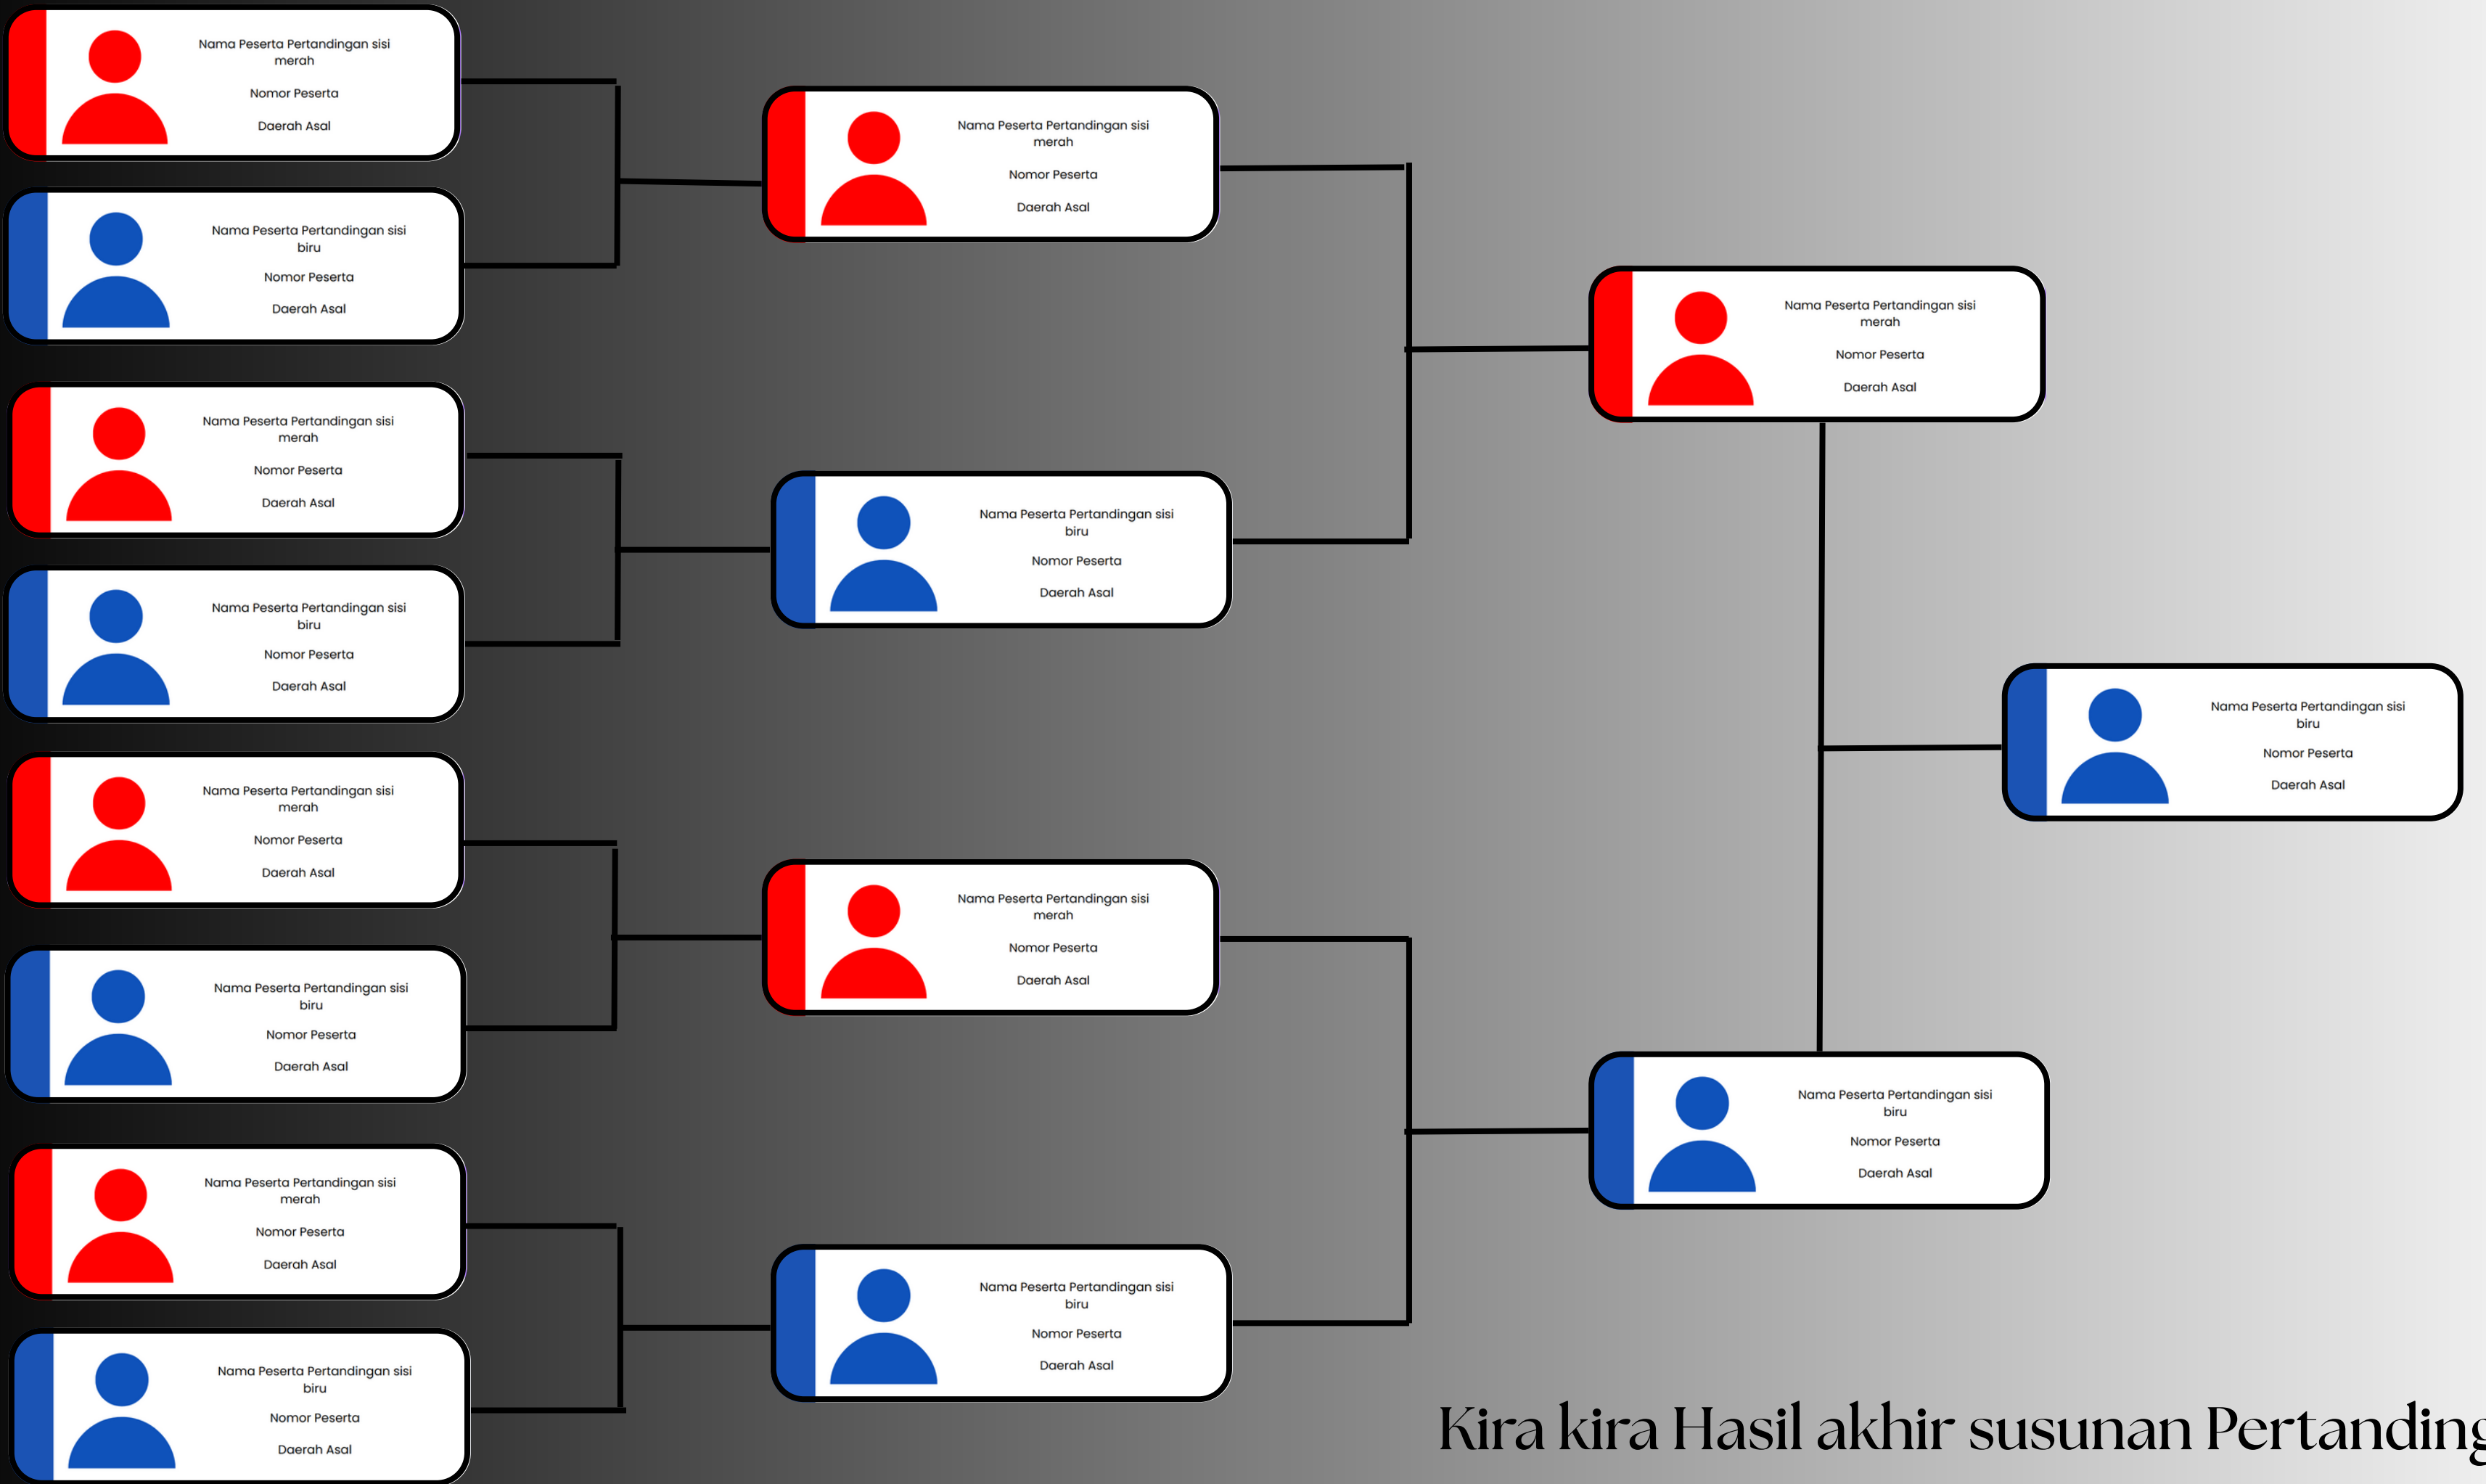 Nama Peserta Pertandingan sisi
merah
Nomor Peserta
Daerah Asal
Nama Peserta Pertandingan sisi
biru
Nomor Peserta
Daerah Asal
Nama Peserta Pertandingan sisi
merah
Nomor Peserta
Daerah Asal
Nama Peserta Pertandingan sisi
biru
Nomor Peserta
Daerah Asal
Nama Peserta Pertandingan sisi
merah
Nomor Peserta
Daerah Asal
Nama Peserta Pertandingan sisi
biru
Nomor Peserta
Daerah Asal
Nama Peserta Pertandingan sisi
merah
Nomor Peserta
Daerah Asal
Nama Peserta Pertandingan sisi
biru
Nomor Peserta
Daerah Asal
Nama Peserta Pertandingan sisi
merah
Nomor Peserta
Daerah Asal
Nama Peserta Pertandingan sisi
biru
Nomor Peserta
Daerah Asal
Nama Peserta Pertandingan sisi
merah
Nomor Peserta
Daerah Asal
Nama Peserta Pertandingan sisi
biru
Nomor Peserta
Daerah Asal
Nama Peserta Pertandingan sisi
merah
Nomor Peserta
Daerah Asal
Nama Peserta Pertandingan sisi
biru
Nomor Peserta
Daerah Asal
Nama Peserta Pertandingan sisi
biru
Nomor Peserta
Daerah Asal
Kira kira Hasil akhir susunan